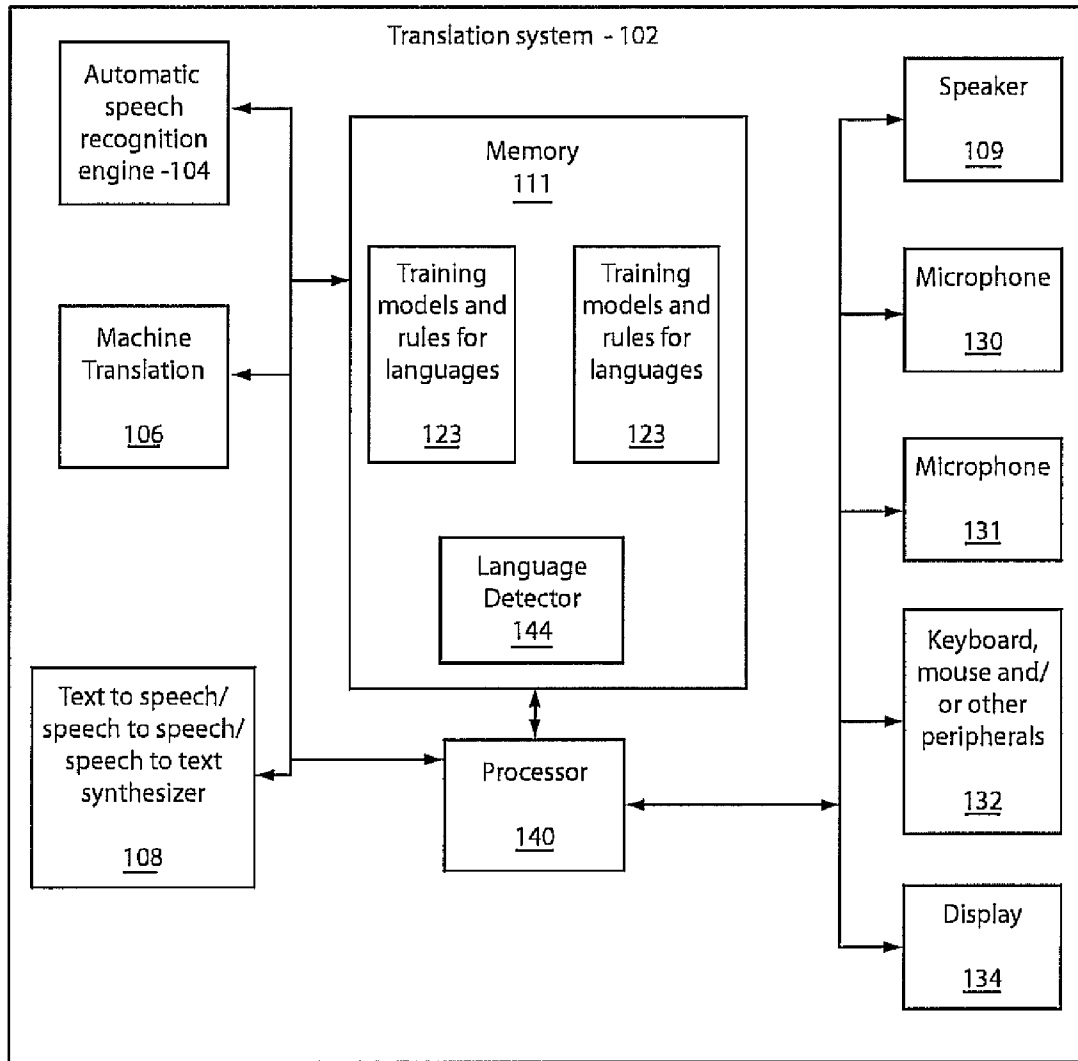 Translation system - 102
Automatic
speech
recognition
engine -104
Machine
Translation
106
Text to speech/
speech to speech/
speech to text
synthesizer
108
Memory
111
Training
models and
rules for
languages
123
Training
models and
rules for
languages
123
Language
Detector
144
Processor
140
Speaker
109
Microphone
130
Microphone
131
Keyboard,
mouse and/
or other
peripherals
132
Display
134